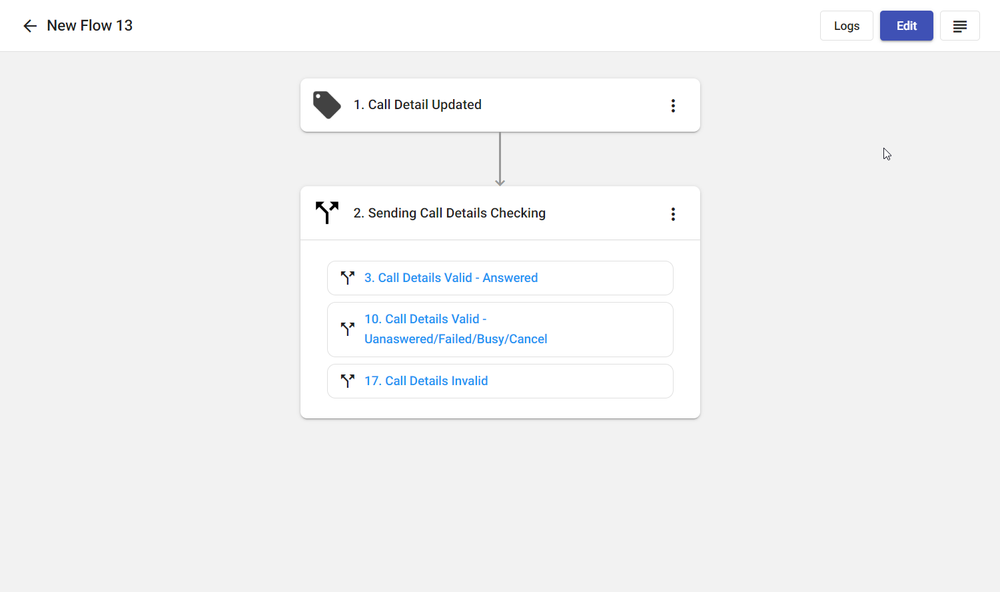 New Flow 13
Logs
Edit
1. Call Detail Updated
2. Sending Call Details Checking
3. Call Details Valid - Answered
10. Call Details Valid -
Uanaswered/Failed/Busy/Cancel
17. Call Details Invalid